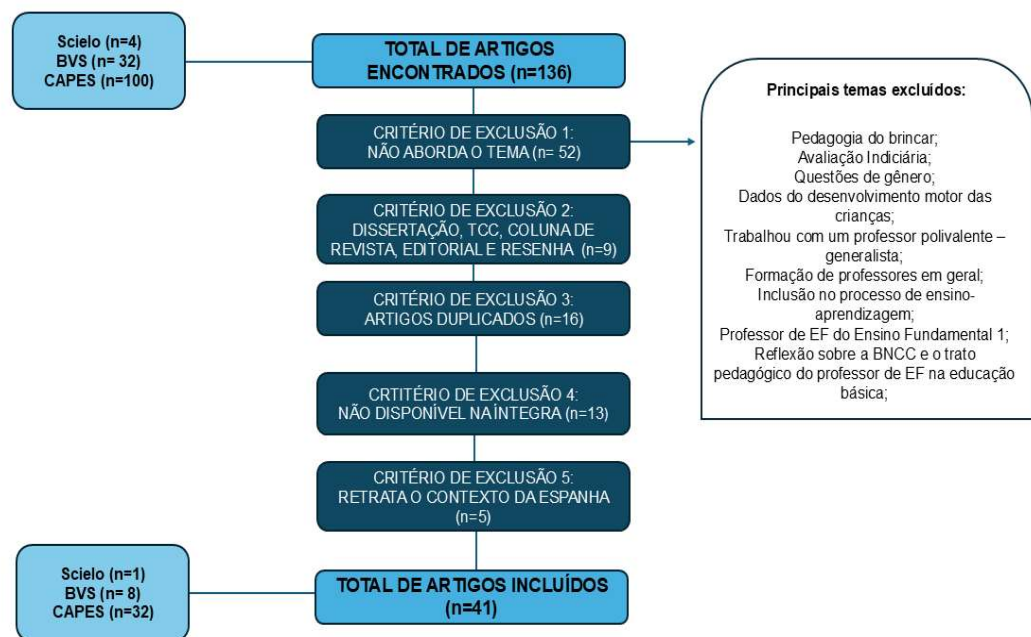 Scielo (n=4)
BVS (n= 32)
CAPES (n=100)
TOTAL DE ARTIGOS
ENCONTRADOS (n=136)
CRITÉRIO DE EXCLUSÃO 1:
NÃO ABORDA O TEMA (n= 52)
Principais temas excluídos:
Pedagogia do brincar;
Avaliação Indiciária;
Questões de gênero;
Dados do desenvolvimento motor das
crianças;
Trabalhou com um professor polivalente –
generalista;
Formação de professores em geral;
Inclusão no processo de ensino-
aprendizagem;
Professor de EF do Ensino Fundamental 1;
Reflexão sobre a BNCC e o trato
pedagógico do professor de EF na educação
básica;
CRITÉRIO DE EXCLUSÃO 2:
DISSERTAÇÃO, TCC, COLUNA DE
REVISTA, EDITORIAL E RESENHA (n=9)
CRITÉRIO DE EXCLUSÃO 3:
ARTIGOS DUPLICADOS (n=16)
CRTITÉRIO DE EXCLUSÃO 4:
NÃO DISPONÍVEL NA ÍNTEGRA (n=13)
CRITÉRIO DE EXCLUSÃO 5:
RETRATA O CONTEXTO DA ESPANHA
(n=5)
Scielo (n=1)
BVS (n= 8)
CAPES (n=32)
TOTAL DE ARTIGOS INCLUÍDOS
(n=41)